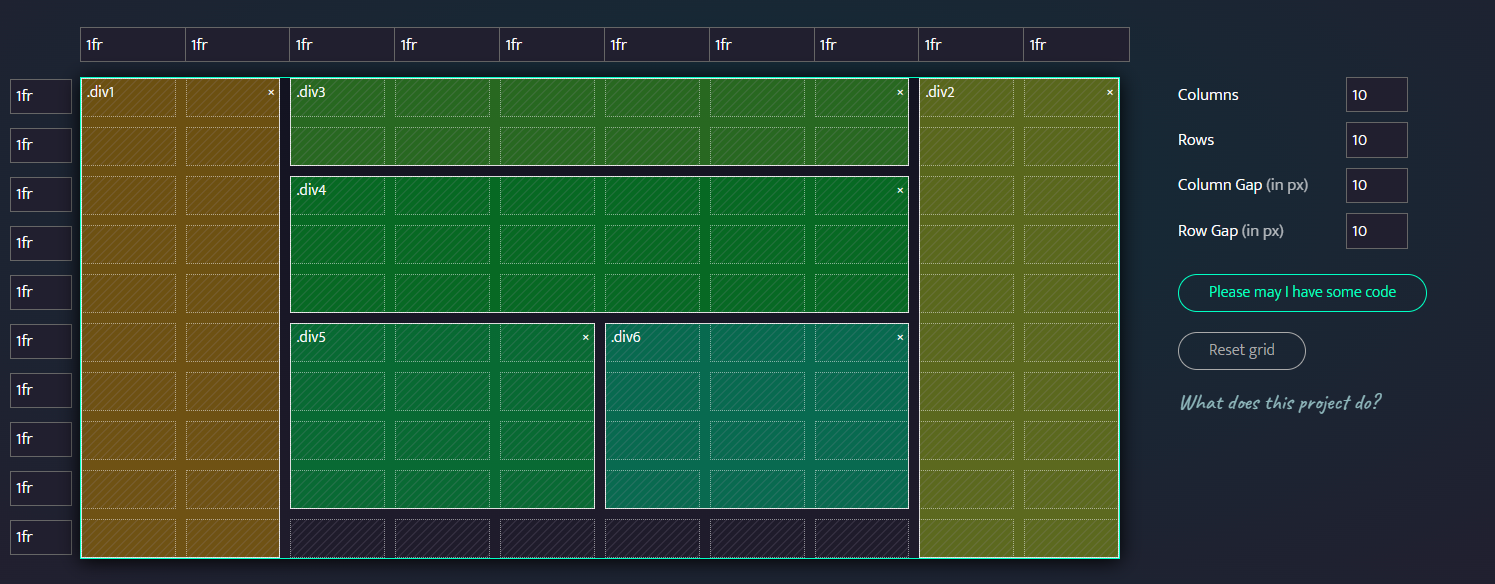 1fr 1fr 1fr 1fr 1fr 1fr 1fr 1fr 1fr 1fr
1fr .div1 × .div3 × .div2 × Columns 10
1fr Rows 10
1fr .div4 × Column Gap (in px) 10
1fr Row Gap (in px) 10
1fr Please may I have some code
1fr .div5 × .div6 × Reset grid
1fr What does this project do?
1fr
1fr
1fr